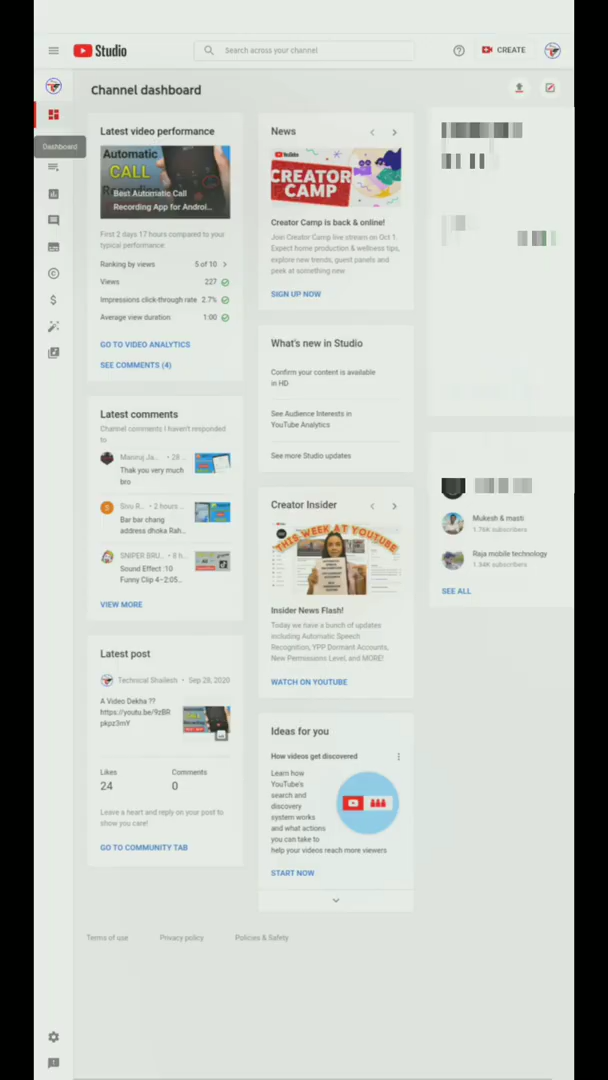 Studio
Search across your channel
CREATE
Channel dashboard
Dashboard
Latest video performance
Automatic
CALL
Best Automatic Call
Recording App for Androi...
First 2 days 17 hours compared to your
typical performance:
Ranking by views 5 of 10
Views 227
Impressions click-through rate 2.7%
Average view duration 1:00
GO TO VIDEO ANALYTICS
SEE COMMENTS (4)
Latest comments
Channel comments I haven't responded
to
Maniruj Ja... • 28 ...
Thak you very much
bro
Sivu R... • 2 hours ...
Bar bar chang
address dhoka Rah...
SNIPER BRU... • 8 h...
Sound Effect :10
Funny Clip 4–2:05...
VIEW MORE
Latest post
Technical Shailesh • Sep 28, 2020
A Video Dekha ??
https://youtu.be/9zBR
pkpz3mY
Likes
24
Comments
0
Leave a heart and reply on your post to
show you care!
GO TO COMMUNITY TAB
News
YouTube
CREATOR
CAMP
Creator Camp is back & online!
Join Creator Camp live stream on Oct 1.
Expect home production & wellness tips,
explore new trends, guest panels and
peek at something new
SIGN UP NOW
What's new in Studio
Confirm your content is available
in HD
See Audience Interests in
YouTube Analytics
See more Studio updates
Creator Insider
THIS WEEK AT YOUTUBE
Insider News Flash!
Today we have a bunch of updates
including Automatic Speech
Recognition, YPP Dormant Accounts,
New Permissions Level, and MORE!
WATCH ON YOUTUBE
Ideas for you
How videos get discovered
Learn how
YouTube's
search and
discovery
system works
and what actions
you can take to
help your videos reach more viewers
START NOW
Mukesh & masti
1.76K subscribers
Raja mobile technology
1.34K subscribers
SEE ALL
Terms of use
Privacy policy
Policies & Safety